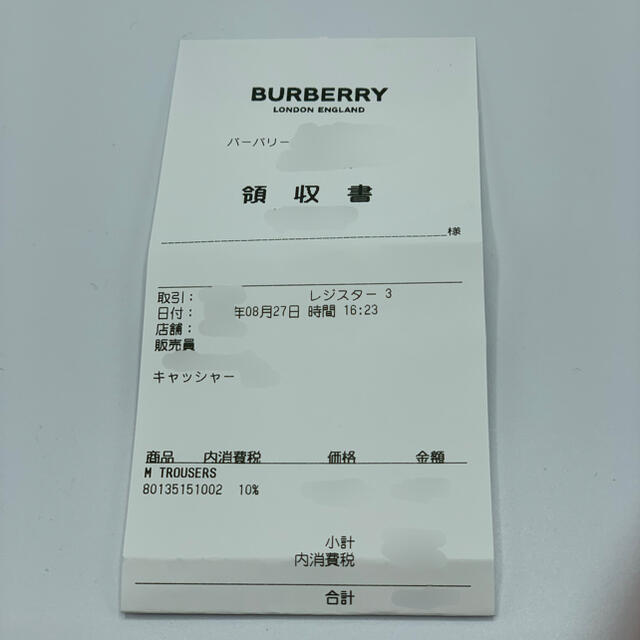 BURBERRY
LONDON ENGLAND
バーバリー
領収書
様
取引: レジスター 3
日付: 年08月27日 時間 16:23
店舗:
販売員
キャッシャー
商品 内消費税 価格 金額
M TROUSERS
80135151002 10%
小計
内消費税
合計